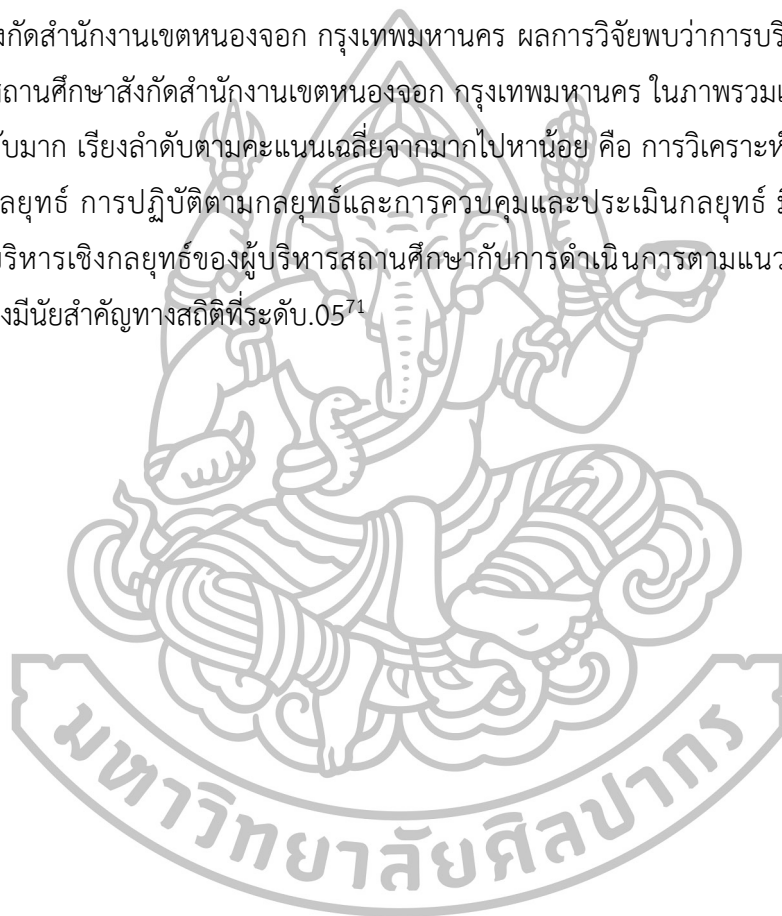 งกัดสำนักงานเขตหนองจอก กรุงเทพมหานคร ผลการวิจัยพบว่าการบริ
สถานศึกษาสังกัดสำนักงานเขตหนองจอก กรุงเทพมหานคร ในภาพรวม
ับมาก เรียงลำดับตามคะแนนเฉลี่ยจากมากไปหาน้อย คือ การวิเคราะห์
ลยุทธ์ การปฏิบัติตามกลยุทธ์และการควบคุมและประเมินกลยุทธ์
บริหารเชิงกลยุทธ์ของผู้บริหารสถานศึกษากับการดำเนินการตามแนว
งมีนัยสำคัญทางสถิติที่ระดับ.05⁷¹
มหาวิทยาลัยศิลปากร